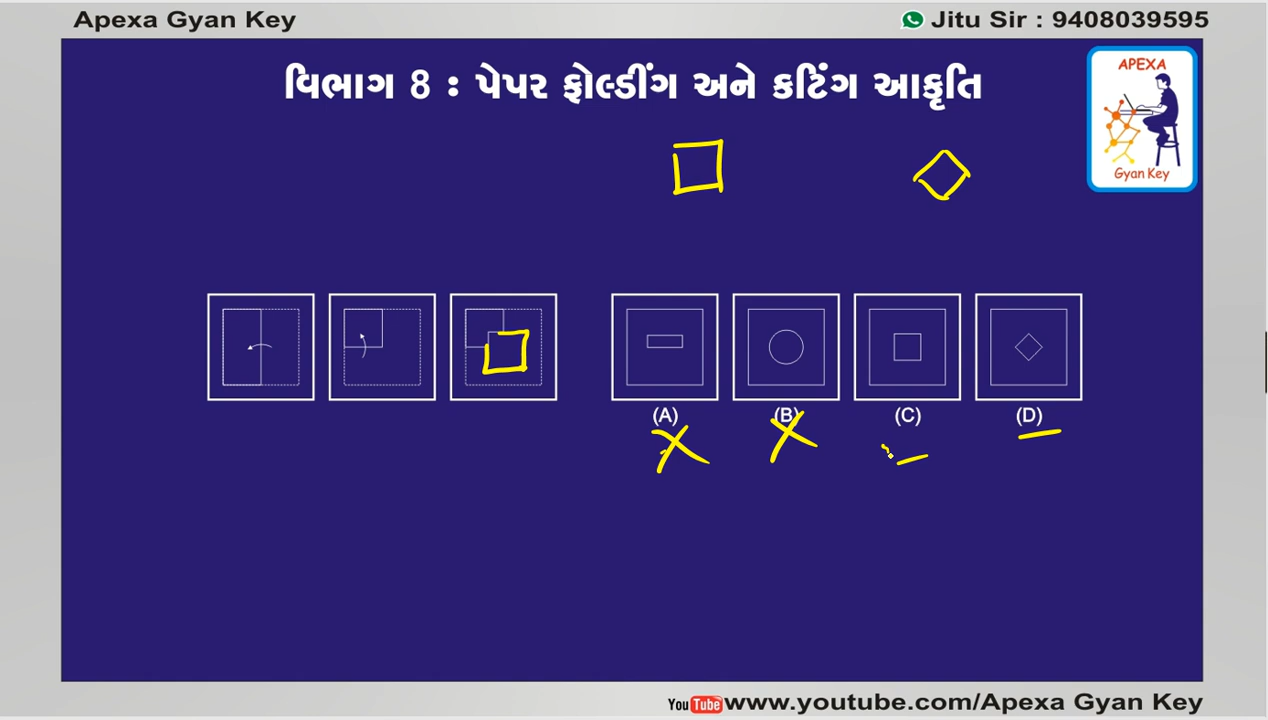 Apexa Gyan Key
Jitu Sir : 9408039595
વિભાગ 8 : પેપર ફોલ્ડીંગ અને કટિંગ આકૃતિ
APEXA
Gyan Key
(A)
(B)
(C)
(D)
YouTube www.youtube.com/Apexa Gyan Key